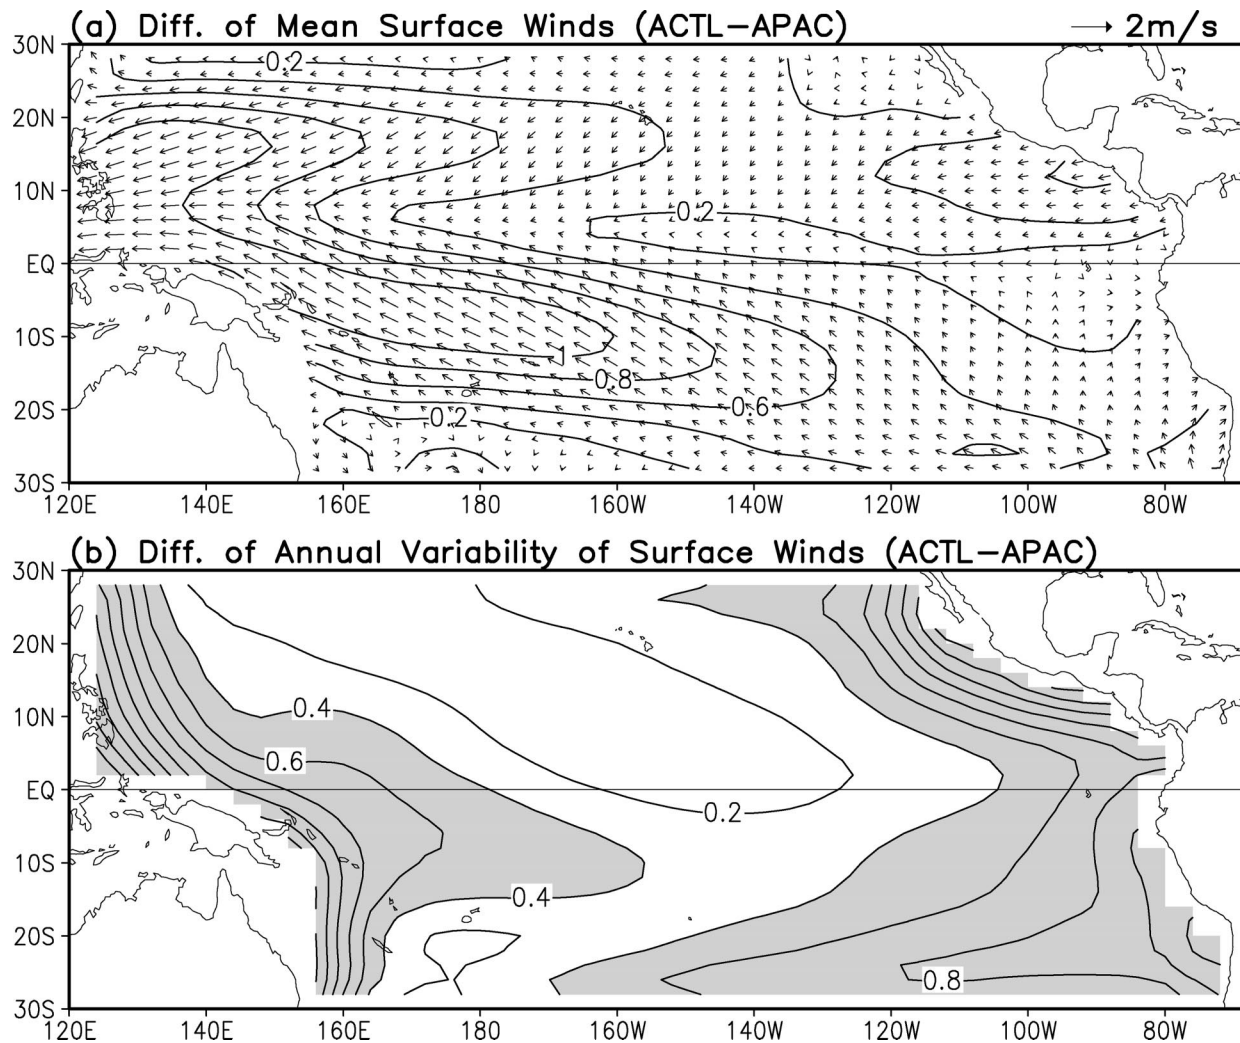 (a) Diff. of Mean Surface Winds (ACTL−APAC) 2m/s
30N
0.2
20N
10N
0.2
EQ
10S
1
0.8
0.6
20S
0.2
30S
120E 140E 160E 180 160W 140W 120W 100W 80W
(b) Diff. of Annual Variability of Surface Winds (ACTL−APAC)
30N
20N
10N
0.4
0.6
EQ
0.2
10S
0.4
20S
0.8
30S
120E 140E 160E 180 160W 140W 120W 100W 80W